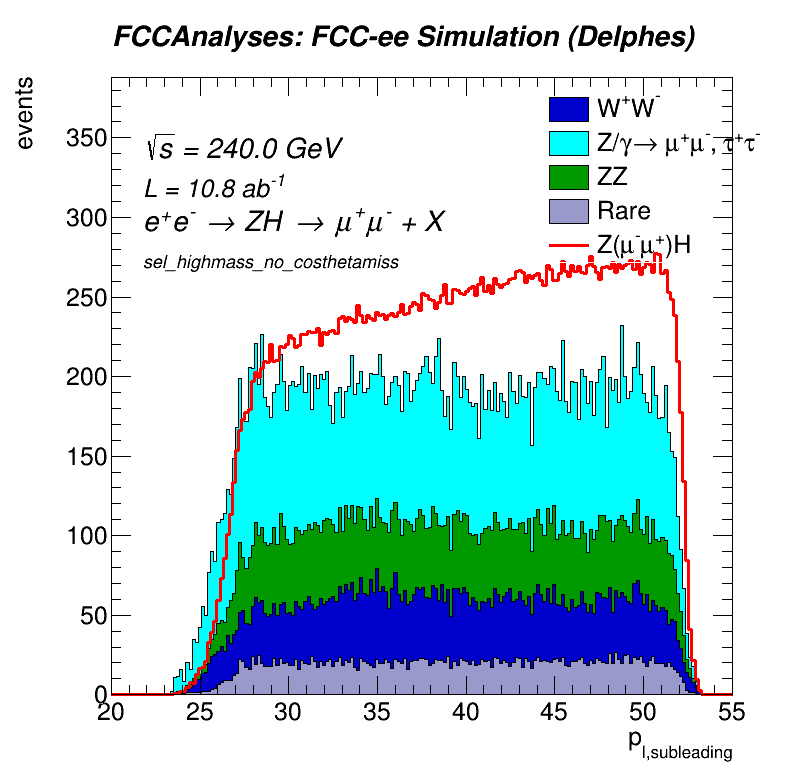 FCCAnalyses: FCC-ee Simulation (Delphes)
events
√s = 240.0 GeV
L = 10.8 ab⁻¹
e⁺e⁻ → ZH → μ⁺μ⁻ + X
sel_highmass_no_costhetamiss
W⁺W⁻
Z/γ→ μ⁺μ⁻, τ⁺τ⁻
ZZ
Rare
Z(μ⁻μ⁺)H
350
300
250
200
150
100
50
0
20 25 30 35 40 45 50 55
p_l,subleading